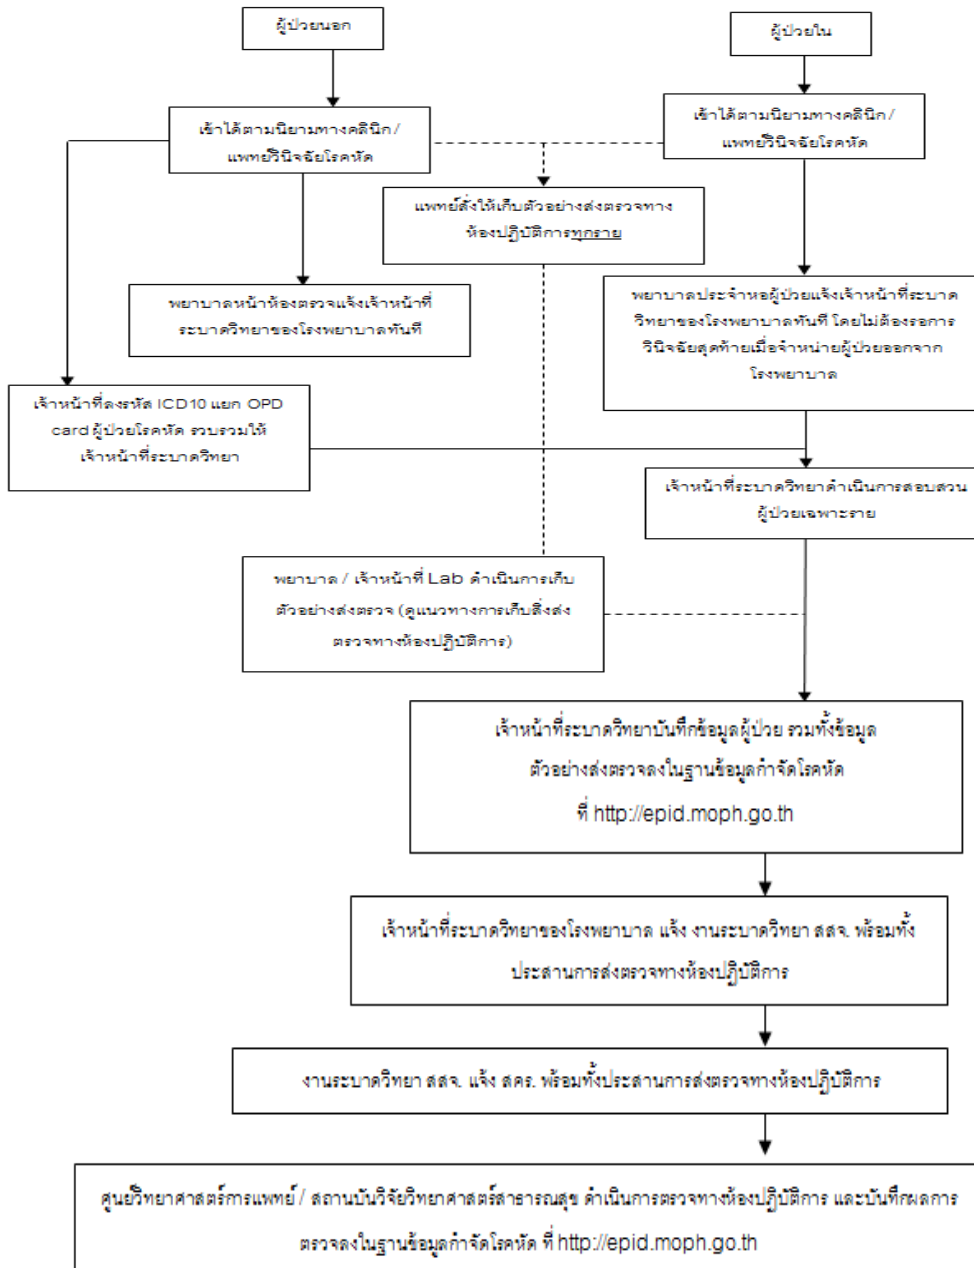 ผู้ป่วยนอก
ผู้ป่วยใน
เข้าได้ตามนิยามทางคลินิก /
แพทย์วินิจฉัยโรคหัด
เข้าได้ตามนิยามทางคลินิก /
แพทย์วินิจฉัยโรคหัด
แพทย์สั่งให้เก็บตัวอย่างส่งตรวจทาง
ห้องปฏิบัติการทุกราย
พยาบาลหน้าห้องตรวจแจ้งเจ้าหน้าที่
ระบาดวิทยาของโรงพยาบาลทันที
พยาบาลประจำหอผู้ป่วยแจ้งเจ้าหน้าที่ระบาด
วิทยาของโรงพยาบาลทันที โดยไม่ต้องรอการ
วินิจฉัยสุดท้ายเมื่อจำหน่ายผู้ป่วยออกจาก
โรงพยาบาล
เจ้าหน้าที่ลงรหัส ICD10 แยก OPD
card ผู้ป่วยโรคหัด รวบรวมให้
เจ้าหน้าที่ระบาดวิทยา
เจ้าหน้าที่ระบาดวิทยาดำเนินการสอบสวน
ผู้ป่วยเฉพาะราย
พยาบาล / เจ้าหน้าที่ Lab ดำเนินการเก็บ
ตัวอย่างส่งตรวจ (ดูแนวทางการเก็บสิ่งส่ง
ตรวจทางห้องปฏิบัติการ)
เจ้าหน้าที่ระบาดวิทยาบันทึกข้อมูลผู้ป่วย รวมทั้งข้อมูล
ตัวอย่างส่งตรวจลงในฐานข้อมูลกำจัดโรคหัด
ที่ http://epid.moph.go.th
เจ้าหน้าที่ระบาดวิทยาของโรงพยาบาล แจ้ง งานระบาดวิทยา สสจ. พร้อมทั้ง
ประสานการส่งตรวจทางห้องปฏิบัติการ
งานระบาดวิทยา สสจ. แจ้ง สคร. พร้อมทั้งประสานการส่งตรวจทางห้องปฏิบัติการ
ศูนย์วิทยาศาสตร์การแพทย์ / สถานบันวิจัยวิทยาศาสตร์สาธารณสุข ดำเนินการตรวจทางห้องปฏิบัติการ และบันทึกผลการ
ตรวจลงในฐานข้อมูลกำจัดโรคหัด ที่ http://epid.moph.go.th